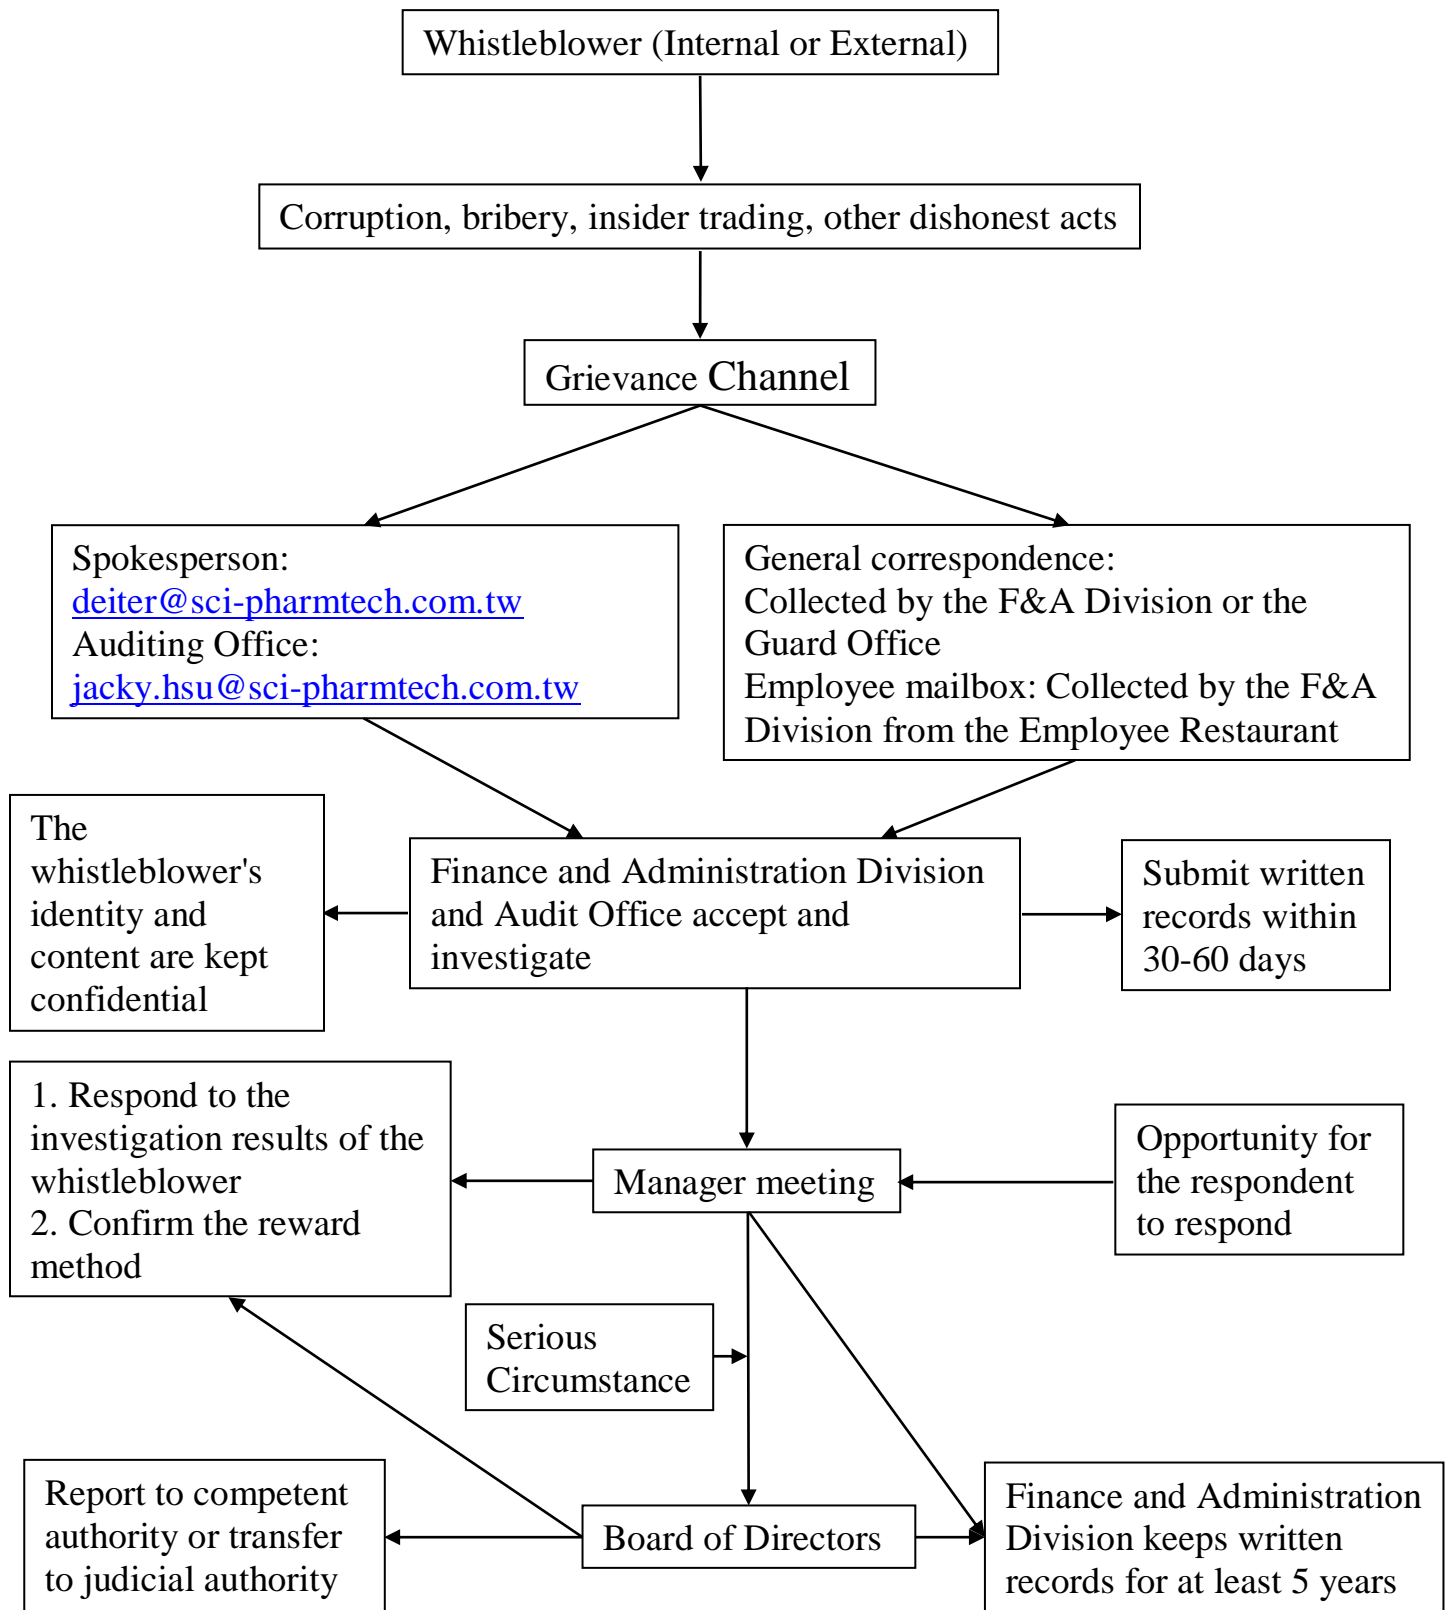 Whistleblower (Internal or External)
Corruption, bribery, insider trading, other dishonest acts
Grievance Channel
Spokesperson:
deiter@sci-pharmtech.com.tw
Auditing Office:
jacky.hsu@sci-pharmtech.com.tw
General correspondence:
Collected by the F&A Division or the
Guard Office
Employee mailbox: Collected by the F&A
Division from the Employee Restaurant
The
whistleblower's
identity and
content are kept
confidential
Finance and Administration Division
and Audit Office accept and
investigate
Submit written
records within
30-60 days
1. Respond to the
investigation results of the
whistleblower
2. Confirm the reward
method
Manager meeting
Opportunity for
the respondent
to respond
Serious
Circumstance
Report to competent
authority or transfer
to judicial authority
Board of Directors
Finance and Administration
Division keeps written
records for at least 5 years